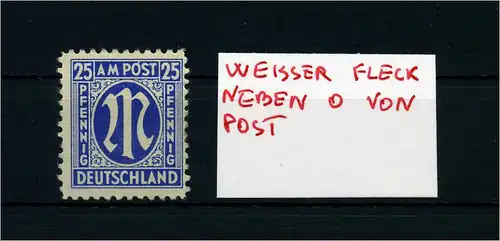 25 AM POST 25
PFENNIG
M
PFENNIG
DEUTSCHLAND
WEISSER FLECK
NEBEN O VON
POST